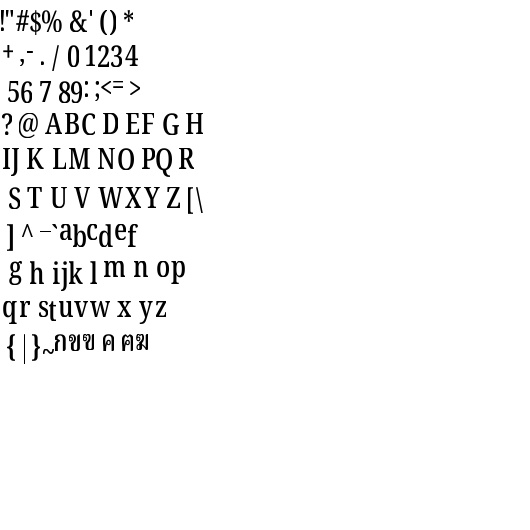 !"#$% &' () *
+ ,- . / 0 1234
56 7 89: ;<= >
? @ ABC D EF G H
IJ K LM NO PQ R
S T U V WXY Z [\
] ^ _`abcdef
g h ijk l m n op
qr stuvw x yz
{ | }~กขฃ ค ฅฆ